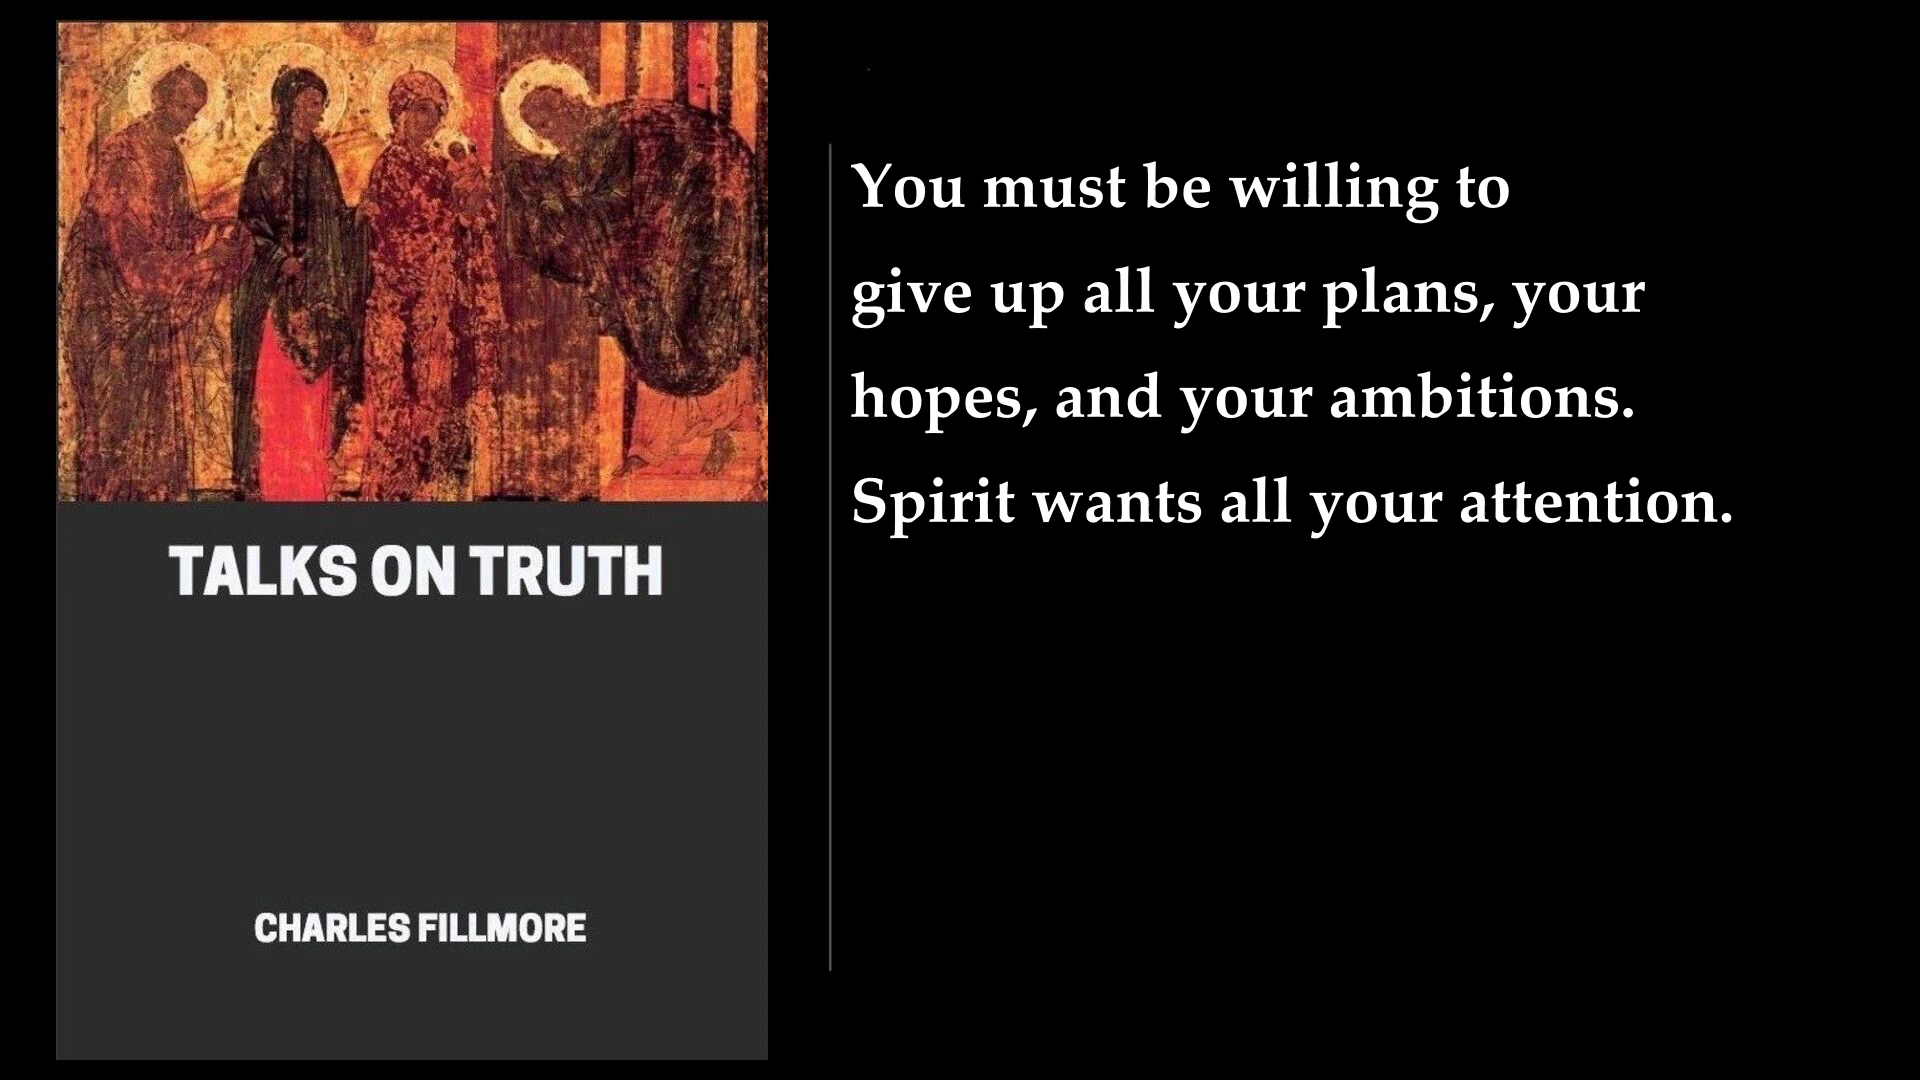 TALKS ON TRUTH
CHARLES FILLMORE
You must be willing to
give up all your plans, your
hopes, and your ambitions.
Spirit wants all your attention.